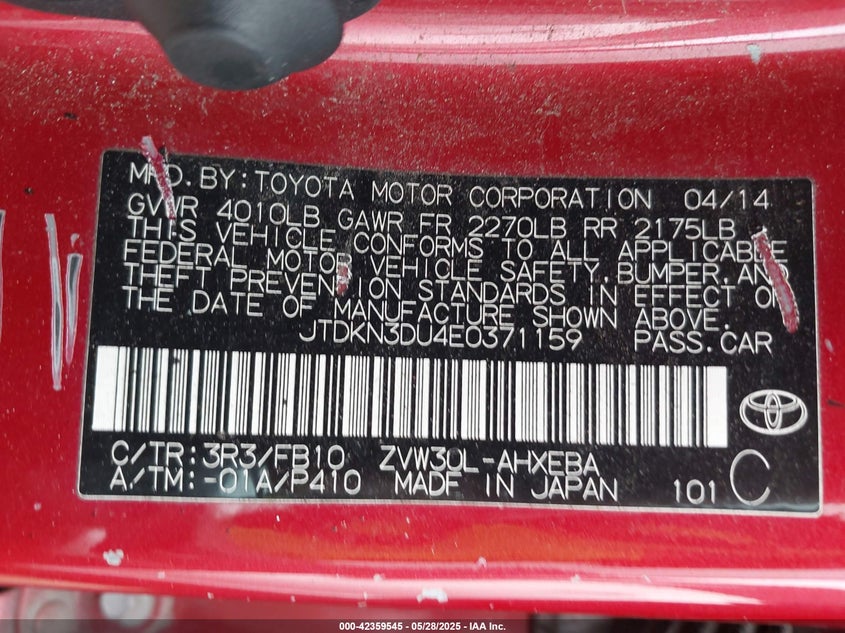 MFD. BY: TOYOTA MOTOR CORPORATION 04/14
GVWR 4010LB GAWR FR 2270LB RR 2175LB
THIS VEHICLE CONFORMS TO ALL APPLICABLE
FEDERAL MOTOR VEHICLE SAFETY, BUMPER, AND
THEFT PREVENTION STANDARDS IN EFFECT ON
THE DATE OF MANUFACTURE SHOWN ABOVE.
JTDKN3DU4E0371159 PASS.CAR
C/TR: 3R3/FB10 ZVW30L-AHXEBA
A/TM: -01A/P410 MADE IN JAPAN 101 C
000-42359545 - 05/28/2025 - IAA Inc.